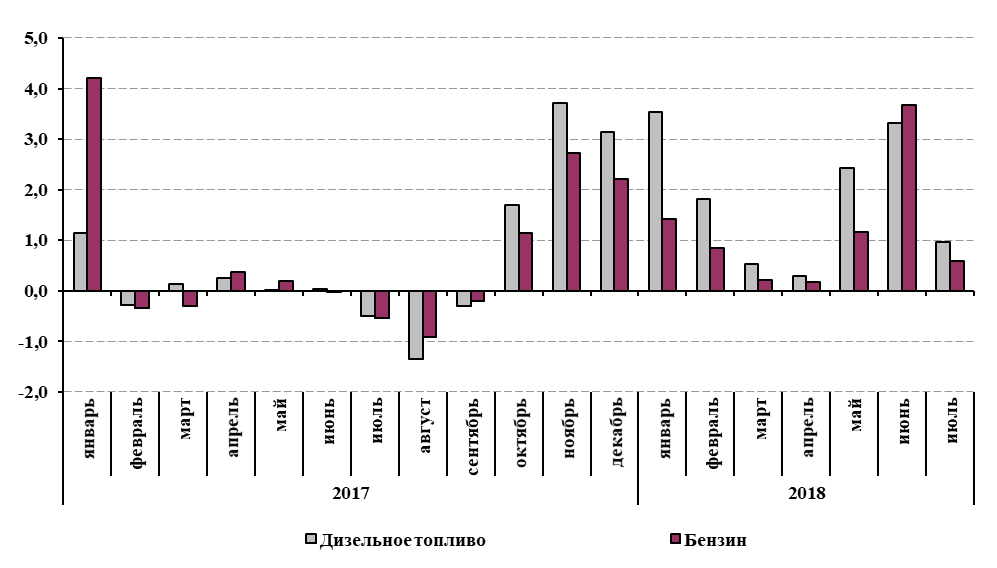 5,0
4,0
3,0
2,0
1,0
0,0
-1,0
-2,0
январь
февраль
март
апрель
май
июнь
июль
август
сентябрь
октябрь
ноябрь
декабрь
январь
февраль
март
апрель
май
июнь
июль
2017 2018
Дизельное топливо Бензин